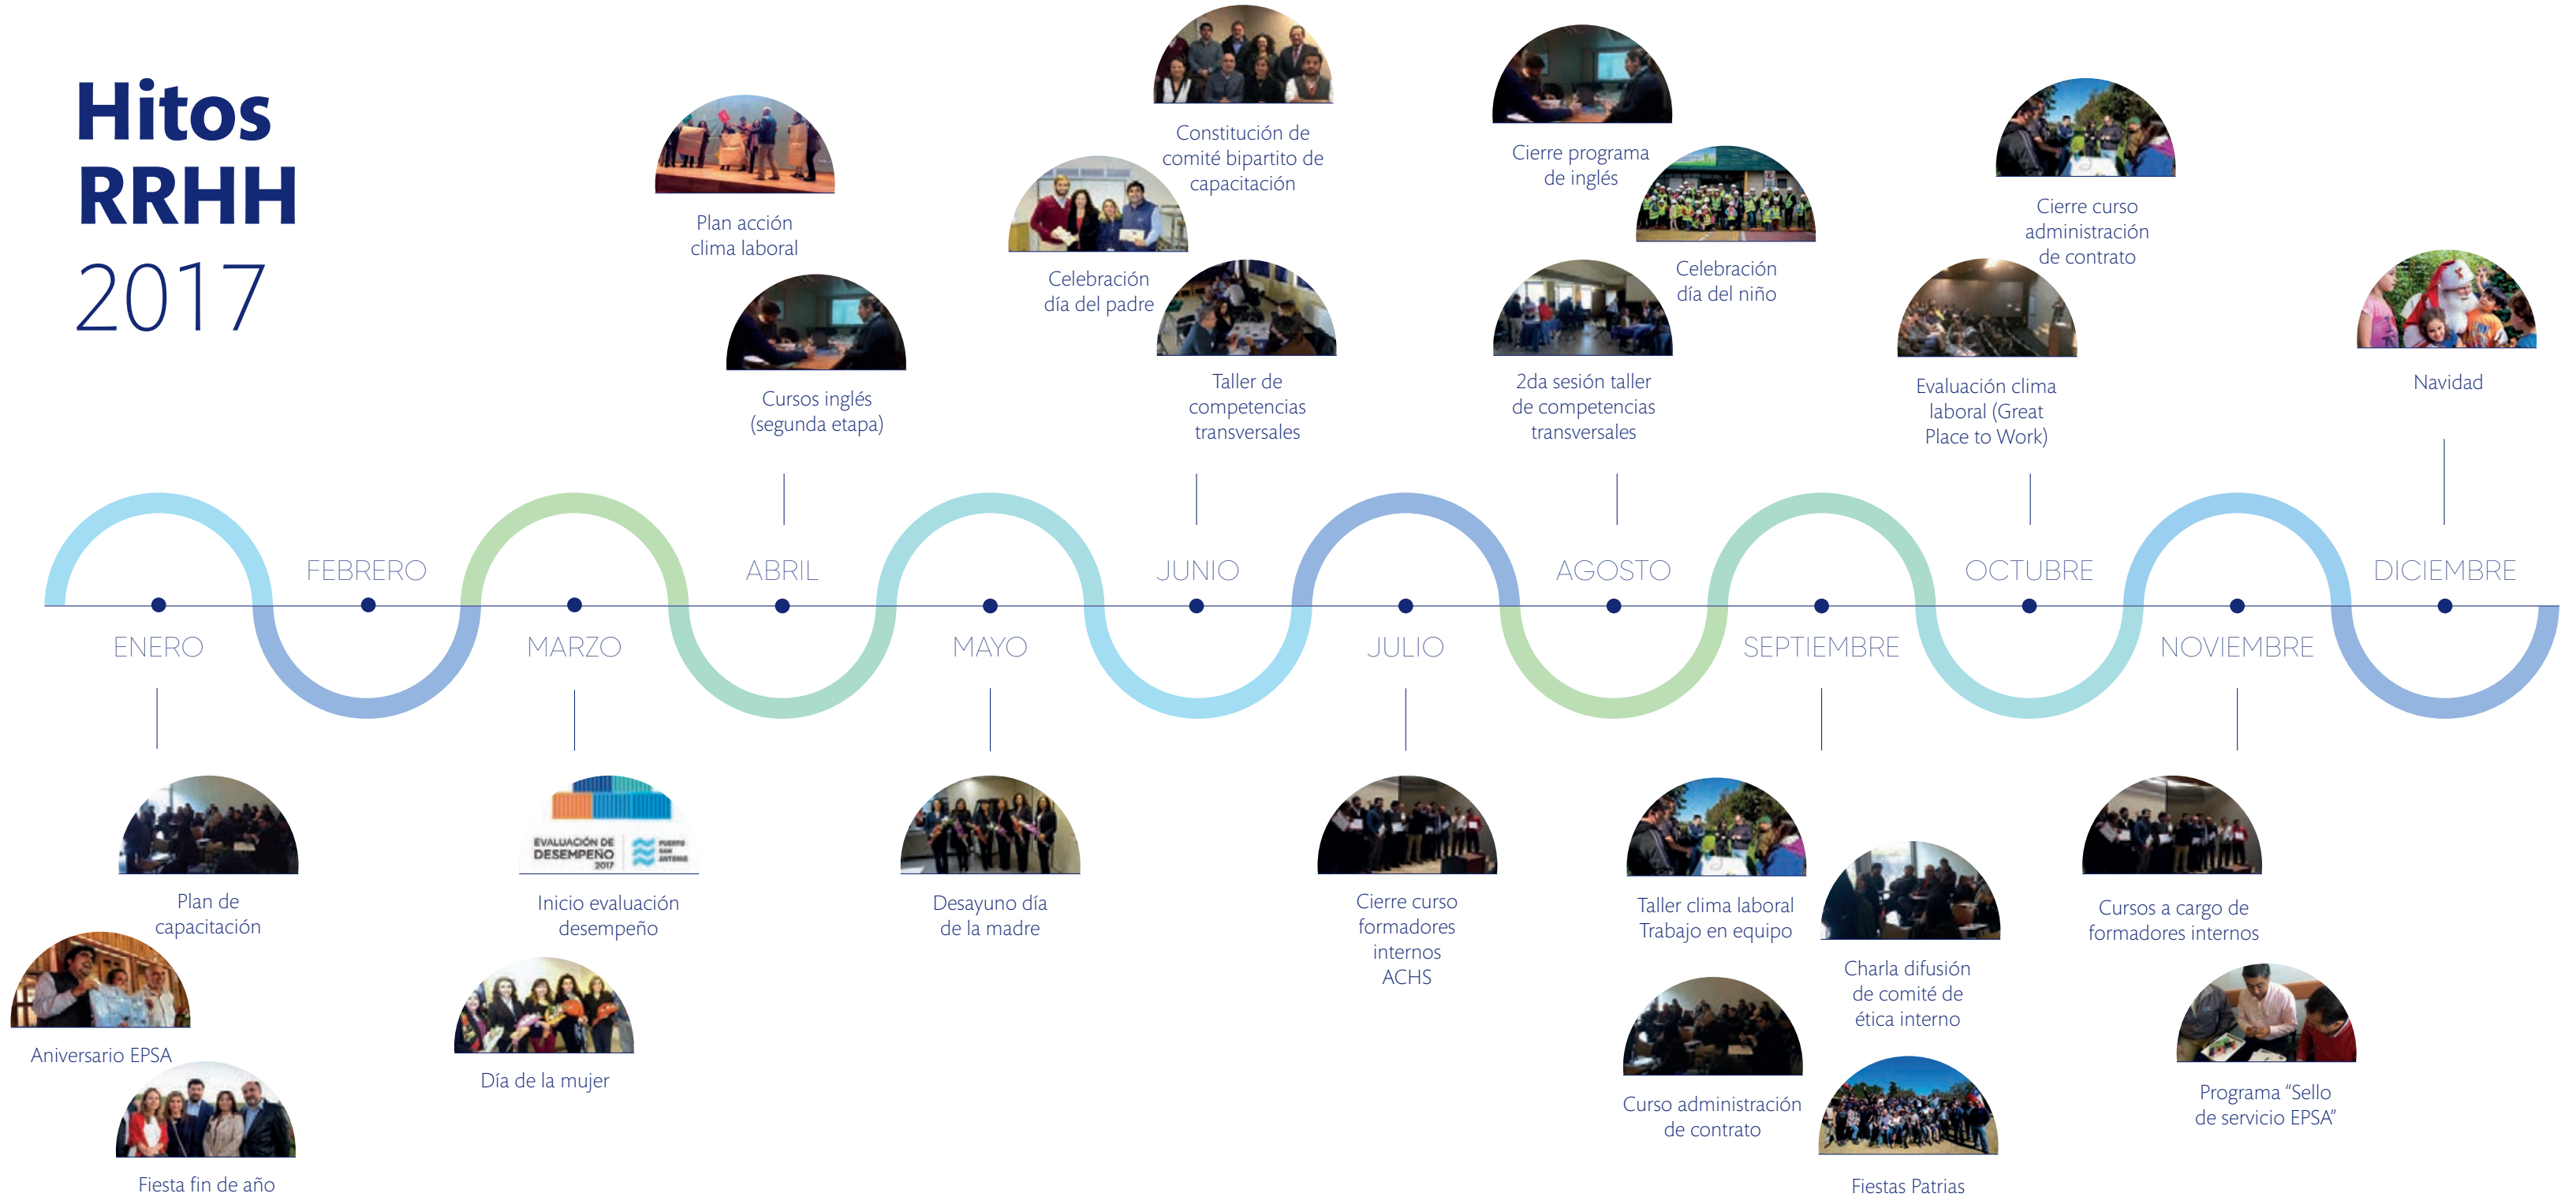 Hitos
RRHH
2017
Plan acción
clima laboral
Cursos inglés
(segunda etapa)
Celebración
día del padre
Constitución de
comité bipartito de
capacitación
Taller de
competencias
transversales
Cierre programa
de inglés
Celebración
día del niño
2da sesión taller
de competencias
transversales
Cierre curso
administración
de contrato
Evaluación clima
laboral (Great
Place to Work)
Navidad
ENERO
FEBRERO
MARZO
ABRIL
MAYO
JUNIO
JULIO
AGOSTO
SEPTIEMBRE
OCTUBRE
NOVIEMBRE
DICIEMBRE
Plan de
capacitación
Aniversario EPSA
Fiesta fin de año
EVALUACIÓN DE
DESEMPEÑO
2017
PUERTO
SAN
ANTONIO
Inicio evaluación
desempeño
Día de la mujer
Desayuno día
de la madre
Cierre curso
formadores
internos
ACHS
Taller clima laboral
Trabajo en equipo
Charla difusión
de comité de
ética interno
Curso administración
de contrato
Fiestas Patrias
Cursos a cargo de
formadores internos
Programa “Sello
de servicio EPSA”